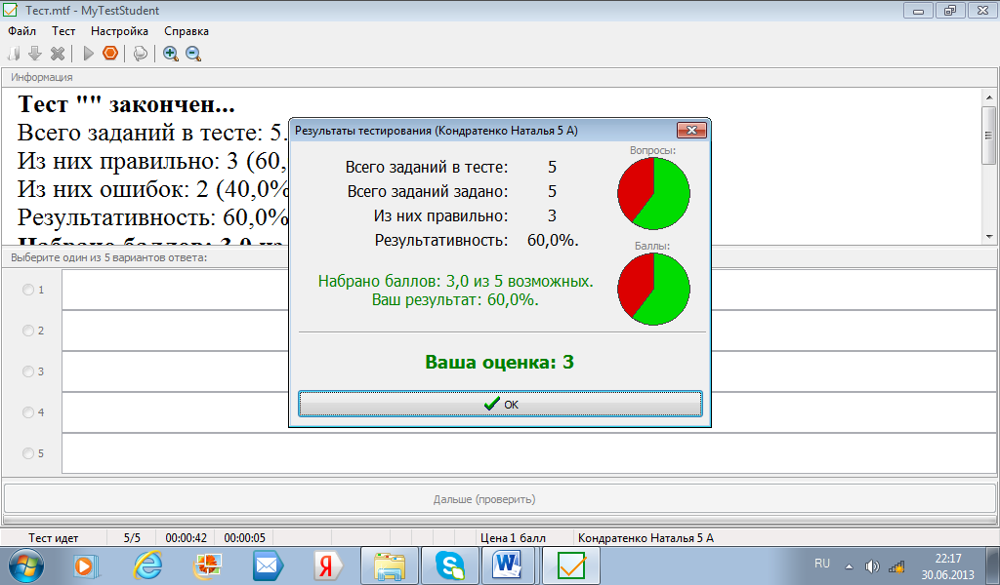 Тест.mtf - MyTestStudent
Файл Тест Настройка Справка
Информация
Тест "" закончен...
Всего заданий в тесте: 5.
Из них правильно: 3 (60,
Из них ошибок: 2 (40,0%
Результативность: 60,0%
Набрано баллов: 3,0 из
Результаты тестирования (Кондратенко Наталья 5 А)
Всего заданий в тесте: 5
Всего заданий задано: 5
Из них правильно: 3
Результативность: 60,0%.
Вопросы:
Баллы:
Набрано баллов: 3,0 из 5 возможных.
Ваш результат: 60,0%.
Ваша оценка: 3
OK
Выберите один из 5 вариантов ответа:
1
2
3
4
5
Дальше (проверить)
Тест идет 5/5 00:00:42 00:00:05 Цена 1 балл Кондратенко Наталья 5 А
RU 22:17
30.06.2013